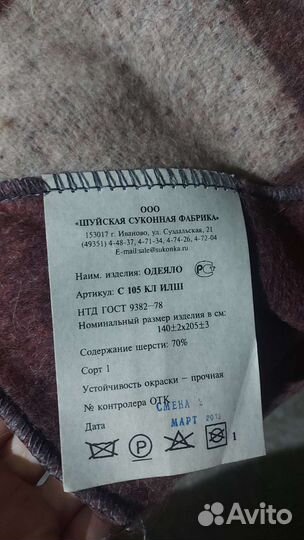 ООО
«ШУЙСКАЯ СУКОННАЯ ФАБРИКА»
153017 г. Иваново, ул. Суздальская, 21
(49351) 4-48-37, 4-71-34, 4-74-26, 4-72-04
E-mail:sale@sukonka.ru
Наим. изделия: ОДЕЯЛО
Артикул: С 105 КЛ ИЛШ
НТД ГОСТ 9382-78
Номинальный размер изделия в см:
140±2х205±3
Содержание шерсти: 70%
Сорт 1
Устойчивость окраски – прочная
№ контролера ОТК СМЕНА
Дата МАРТ
P
1
Avito